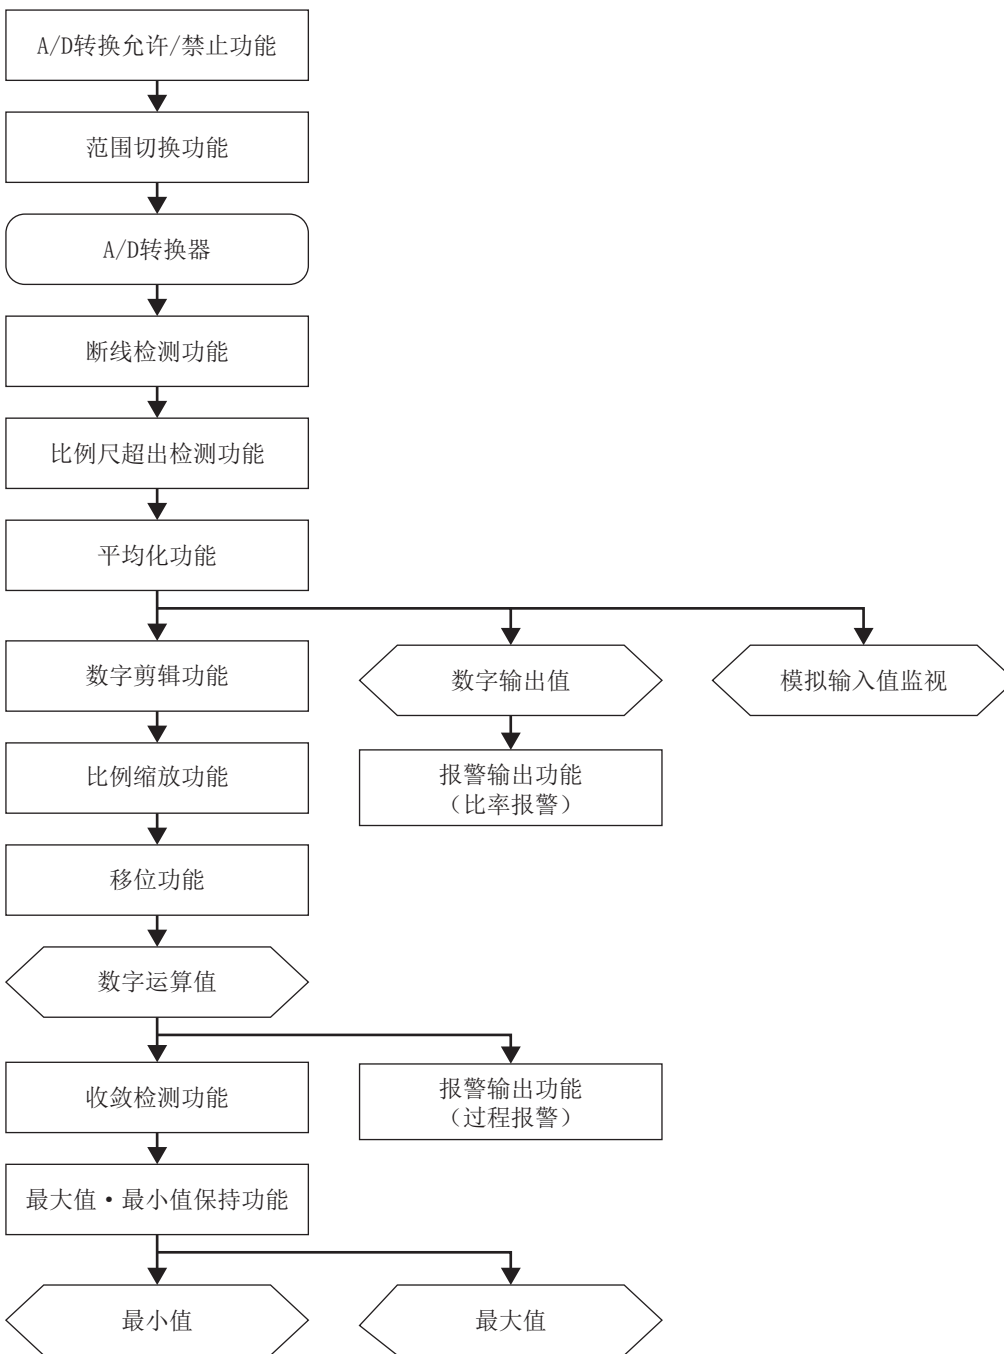 A/D转换允许/禁止功能
范围切换功能
A/D转换器
断线检测功能
比例尺超出检测功能
平均化功能
数字剪辑功能
数字输出值
模拟输入值监视
比例缩放功能
报警输出功能
（比率报警）
移位功能
数字运算值
收敛检测功能
报警输出功能
（过程报警）
最大值·最小值保持功能
最小值
最大值